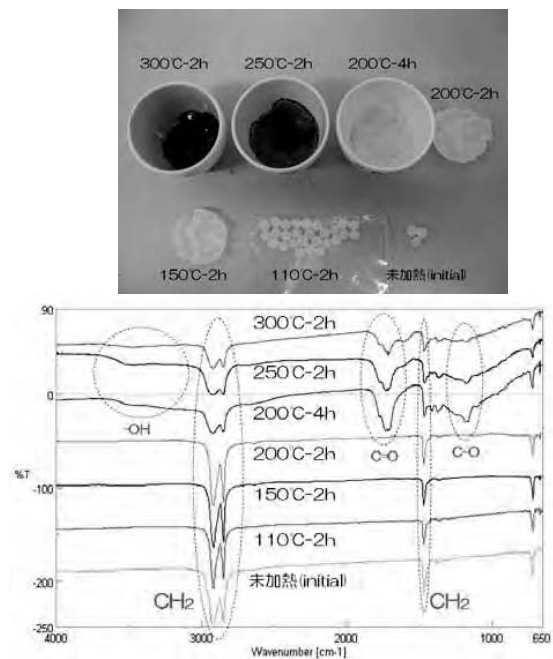 300℃-2h
250℃-2h
200℃-4h
200℃-2h
150℃-2h
110℃-2h
未加熱(initial)
90
300℃-2h
250℃-2h
0
-OH
200℃-4h
C-O
C-O
200℃-2h
%T
-100
150℃-2h
110℃-2h
-200
未加熱(initial)
CH2
CH2
-250
4000
3000
2000
1000
650
Wavenumber [cm-1]